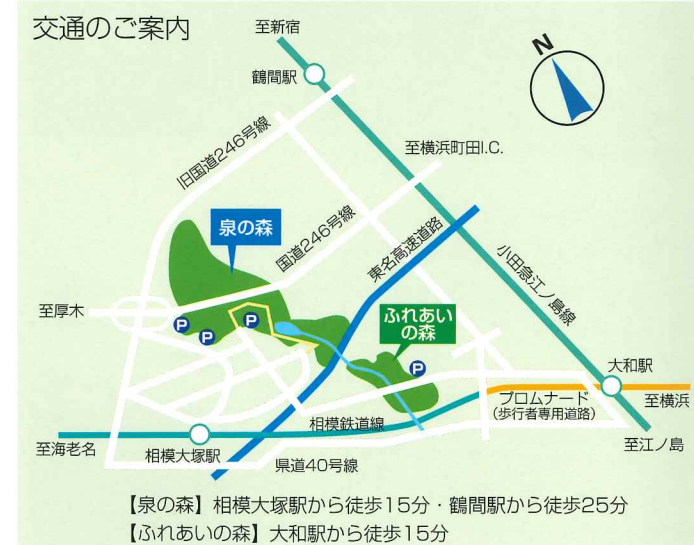 交通のご案内
至新宿
鶴間駅
N
旧国道246号線
至横浜町田I.C.
泉の森
国道246号線
東名高速道路
小田急江ノ島線
至厚木
P
P
P
ふれあい
の森
P
大和駅
プロムナード
(歩行者専用道路)
至横浜
相模鉄道線
至海老名
相模大塚駅
県道40号線
至江ノ島
【泉の森】相模大塚駅から徒歩15分・鶴間駅から徒歩25分
【ふれあいの森】大和駅から徒歩15分